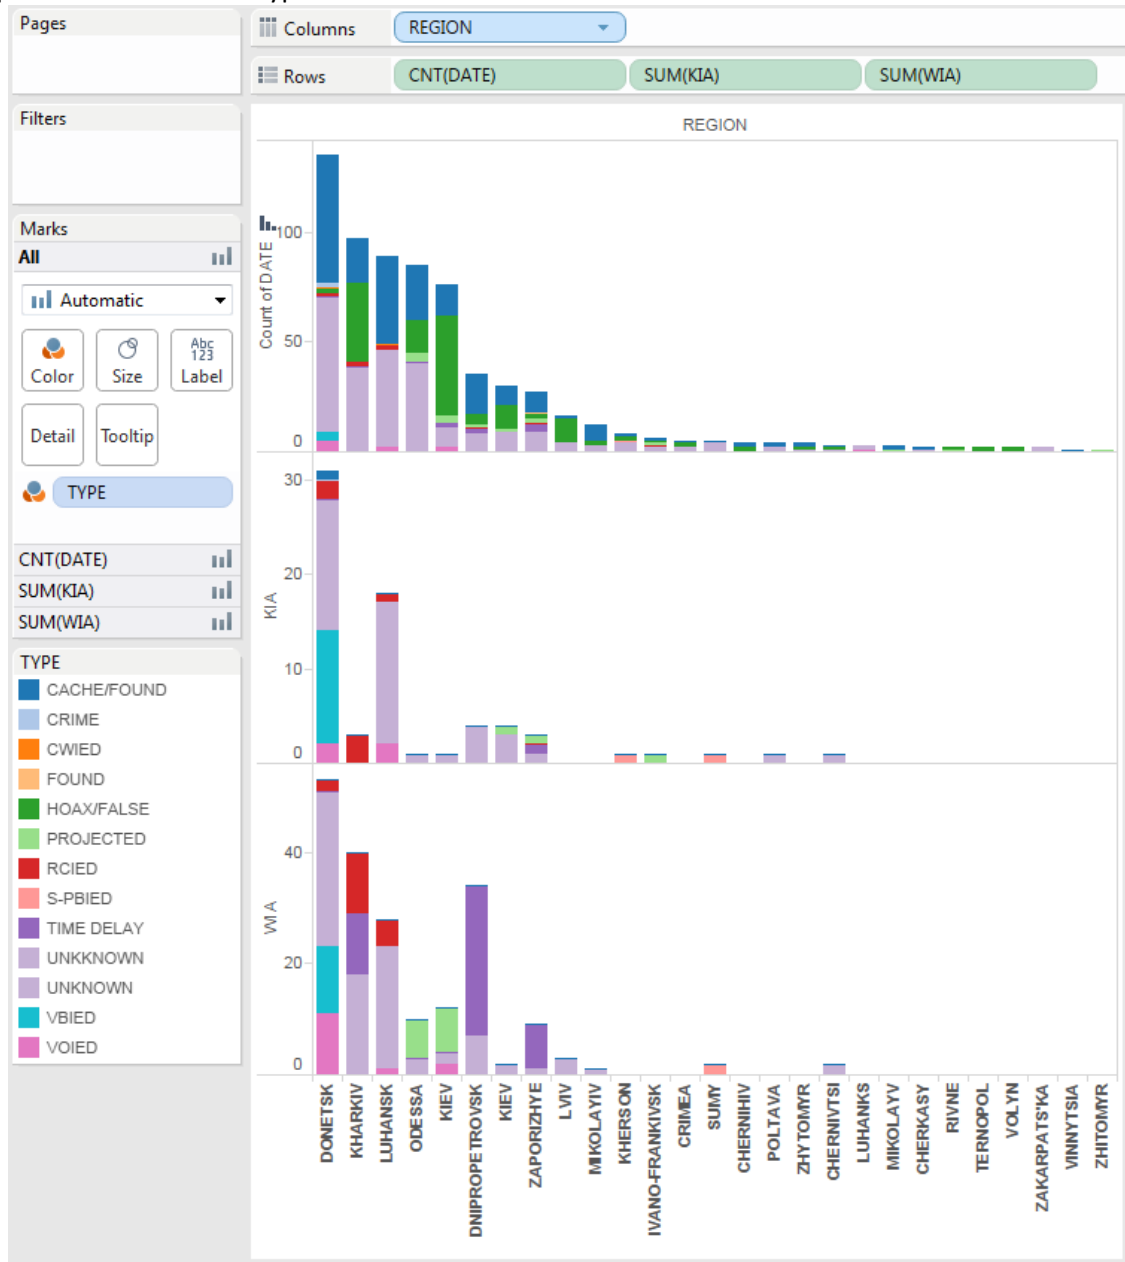 Pages
Columns
REGION
Rows
CNT(DATE)
SUM(KIA)
SUM(WIA)
Filters
Marks
All
Automatic
Color
Size
Abc
123
Label
Detail
Tooltip
TYPE
CNT(DATE)
SUM(KIA)
SUM(WIA)
TYPE
CACHE/FOUND
CRIME
CWIED
FOUND
HOAX/FALSE
PROJECTED
RCIED
S-PBIED
TIME DELAY
UNKKNOWN
UNKNOWN
VBIED
VOIED
REGION
Count of DATE
100
50
0
KIA
30
20
10
0
WIA
40
20
0
DONETSK
KHARKIV
LUHANSK
ODESSA
KIEV
DNIPROPETROVSK
KIEV
ZAPORIZHYE
LVIV
MIKOLAYIV
KHERSON
IVANO-FRANKIVSK
CRIMEA
SUMY
CHERNIHIV
POLTAVA
ZHYTOMYR
CHERNIVTSI
LUHANKS
MIKOLAYV
CHERKASY
RIVNE
TERNOPOL
VOLYN
ZAKARPATS'KA
VINNYTSIA
ZHITOMYR